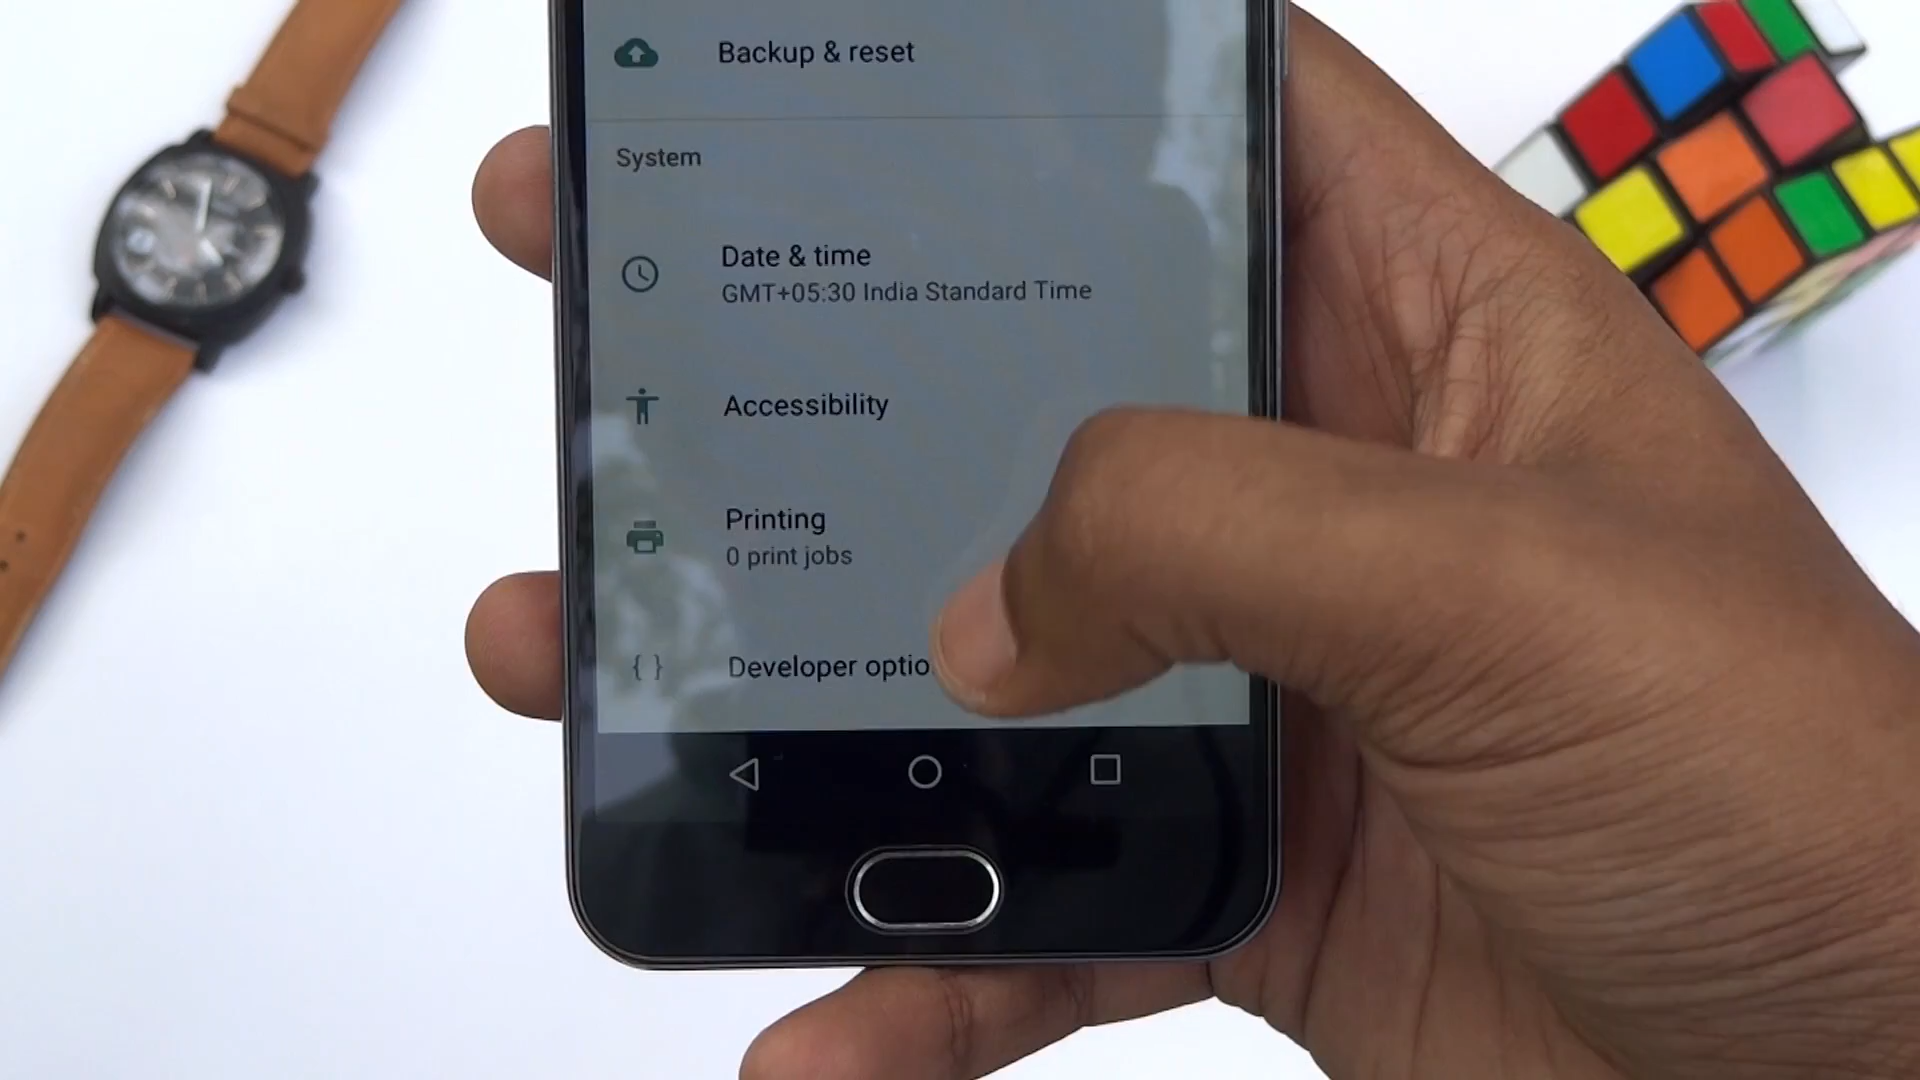 Backup & reset
System
Date & time
GMT+05:30 India Standard Time
Accessibility
Printing
0 print jobs
{ } Developer optio